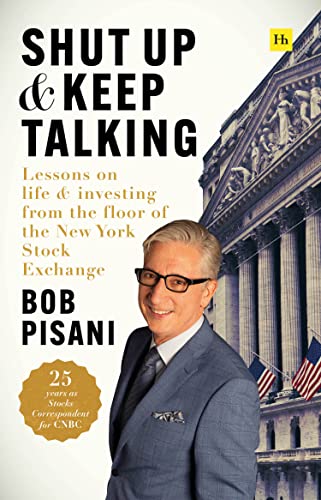 Hh
SHUT UP
& KEEP
TALKING
Lessons on
life & investing
from the floor of
the New York
Stock
Exchange
BOB
PISANI
25
years as
Stocks
Correspondent
for CNBC